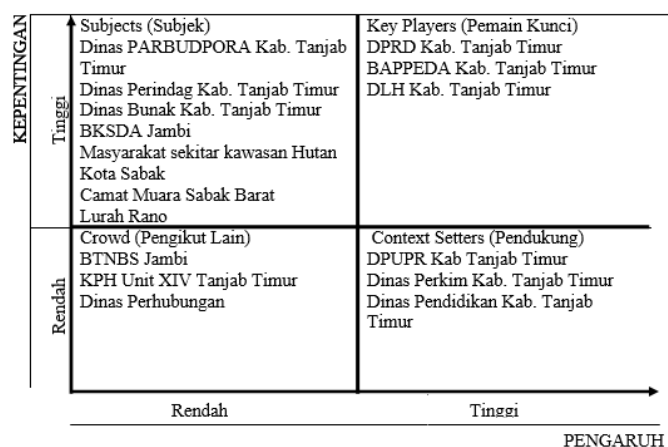 KEPENTINGAN
Tinggi
Subjects (Subjek)
Dinas PARBUDPORA Kab. Tanjab
Timur
Dinas Perindag Kab. Tanjab Timur
Dinas Bunak Kab. Tanjab Timur
BKSDA Jambi
Masyarakat sekitar kawasan Hutan
Kota Sabak
Camat Muara Sabak Barat
Lurah Rano
Key Players (Pemain Kunci)
DPRD Kab. Tanjab Timur
BAPPEDA Kab. Tanjab Timur
DLH Kab. Tanjab Timur
Rendah
Crowd (Pengikut Lain)
BTNBS Jambi
KPH Unit XIV Tanjab Timur
Dinas Perhubungan
Context Setters (Pendukung)
DPUPR Kab Tanjab Timur
Dinas Perkim Kab. Tanjab Timur
Dinas Pendidikan Kab. Tanjab
Timur
Rendah
Tinggi
PENGARUH